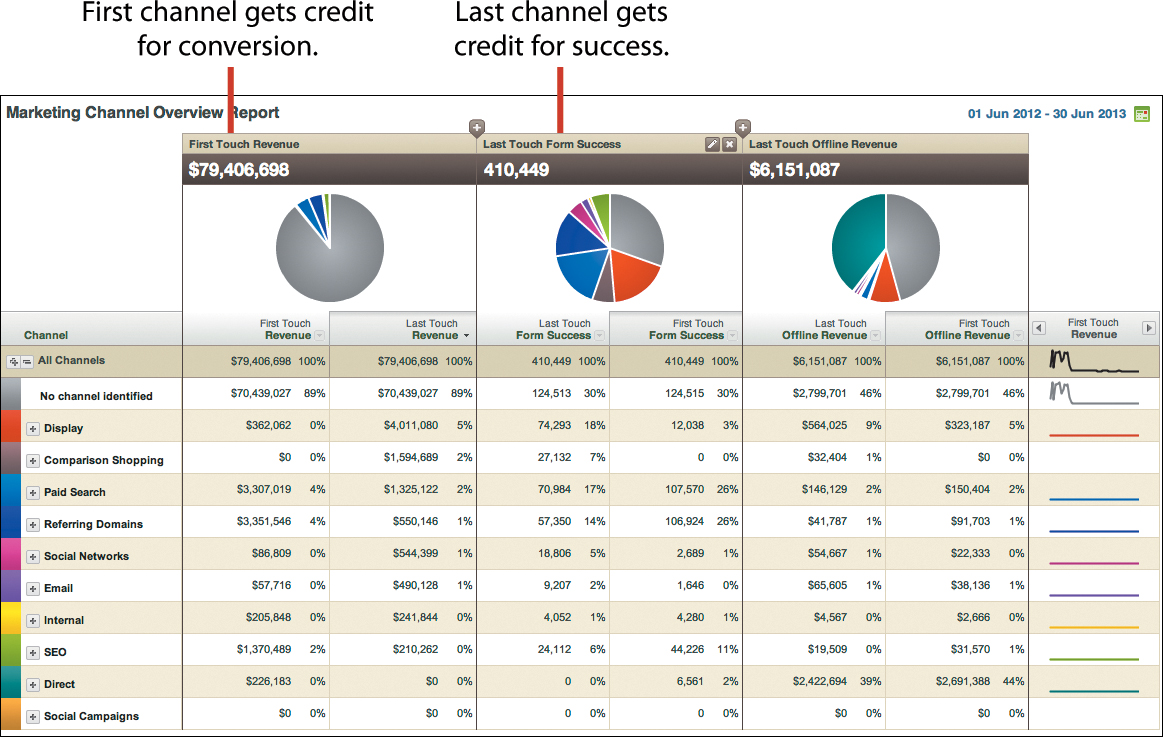 First channel gets credit
for conversion.
Last channel gets
credit for success.
Marketing Channel Overview Report
01 Jun 2012 - 30 Jun 2013
First Touch Revenue
Last Touch Form Success
Last Touch Offline Revenue
$79,406,698
410,449
$6,151,087
Channel
First Touch
Revenue
Last Touch
Revenue
Last Touch
Form Success
First Touch
Form Success
Last Touch
Offline Revenue
First Touch
Offline Revenue
First Touch
Revenue
All Channels $79,406,698 100% $79,406,698 100% 410,449 100% 410,449 100% $6,151,087 100% $6,151,087 100%
No channel identified $70,439,027 89% $70,439,027 89% 124,513 30% 124,515 30% $2,799,701 46% $2,799,701 46%
Display $362,062 0% $4,011,080 5% 74,293 18% 12,038 3% $564,025 9% $323,187 5%
Comparison Shopping $0 0% $1,594,689 2% 27,132 7% 0 0% $32,404 1% $0 0%
Paid Search $3,307,019 4% $1,325,122 2% 70,984 17% 107,570 26% $146,129 2% $150,404 2%
Referring Domains $3,351,546 4% $550,146 1% 57,350 14% 106,924 26% $41,787 1% $91,703 1%
Social Networks $86,809 0% $544,399 1% 18,806 5% 2,689 1% $54,667 1% $22,333 0%
Email $57,716 0% $490,128 1% 9,207 2% 1,646 0% $65,605 1% $38,136 1%
Internal $205,848 0% $241,844 0% 4,052 1% 4,280 1% $4,567 0% $2,666 0%
SEO $1,370,489 2% $210,262 0% 24,112 6% 44,226 11% $19,509 0% $31,570 1%
Direct $226,183 0% $0 0% 0 0% 6,561 2% $2,422,694 39% $2,691,388 44%
Social Campaigns $0 0% $0 0% 0 0% 0 0% $0 0% $0 0%